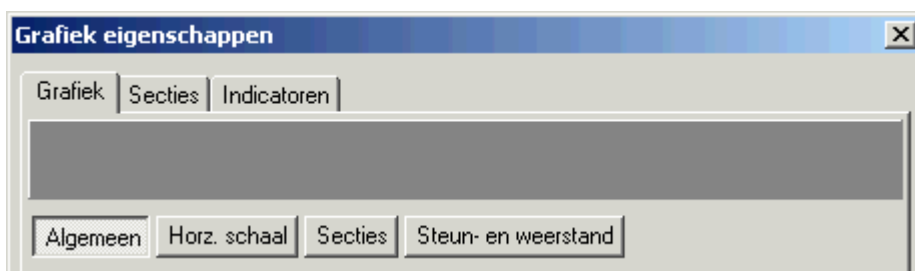 Grafiek eigenschappen
Grafiek Secties Indicatoren
Algemeen Horz. schaal Secties Steun- en weerstand